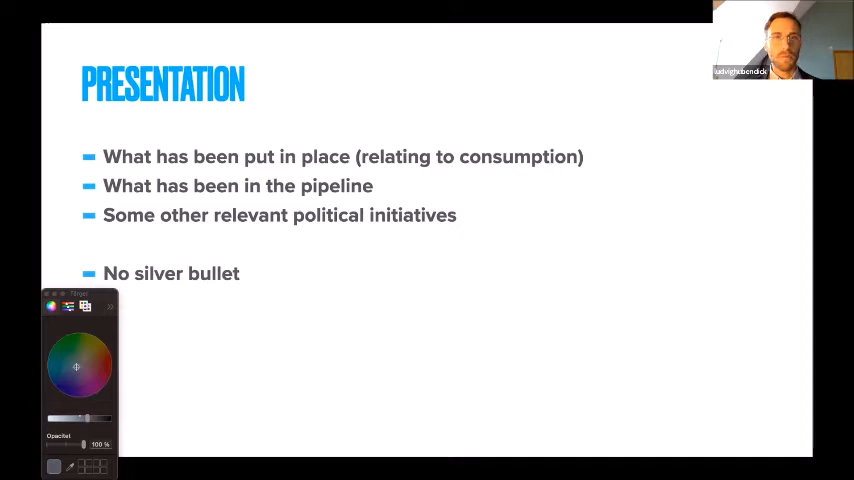 PRESENTATION
What has been put in place (relating to consumption)
What has been in the pipeline
Some other relevant political initiatives
No silver bullet
Färger
Opacitet
100 %